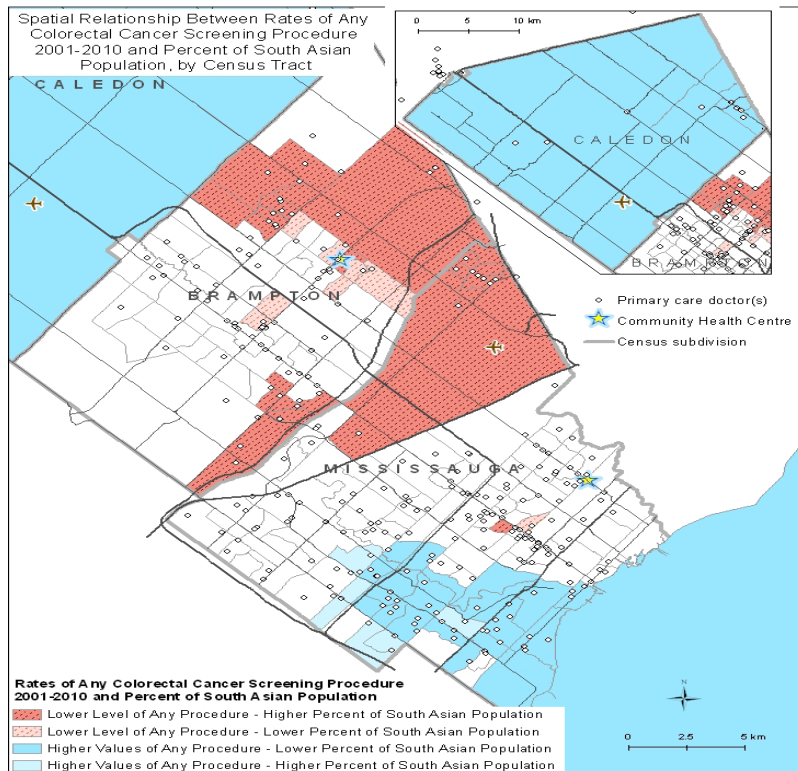 Spatial Relationship Between Rates of Any
Colorectal Cancer Screening Procedure
2001-2010 and Percent of South Asian
Population, by Census Tract
0 5 10 km
CALEDON
CALEDON
BRAMPTON
BRAMPTON
Primary care doctor(s)
Community Health Centre
Census subdivision
MISSISSAUGA
Rates of Any Colorectal Cancer Screening Procedure
2001-2010 and Percent of South Asian Population
Lower Level of Any Procedure - Higher Percent of South Asian Population
Lower Level of Any Procedure - Lower Percent of South Asian Population
Higher Values of Any Procedure - Lower Percent of South Asian Population
Higher Values of Any Procedure - Higher Percent of South Asian Population
N
0 2.5 5 km